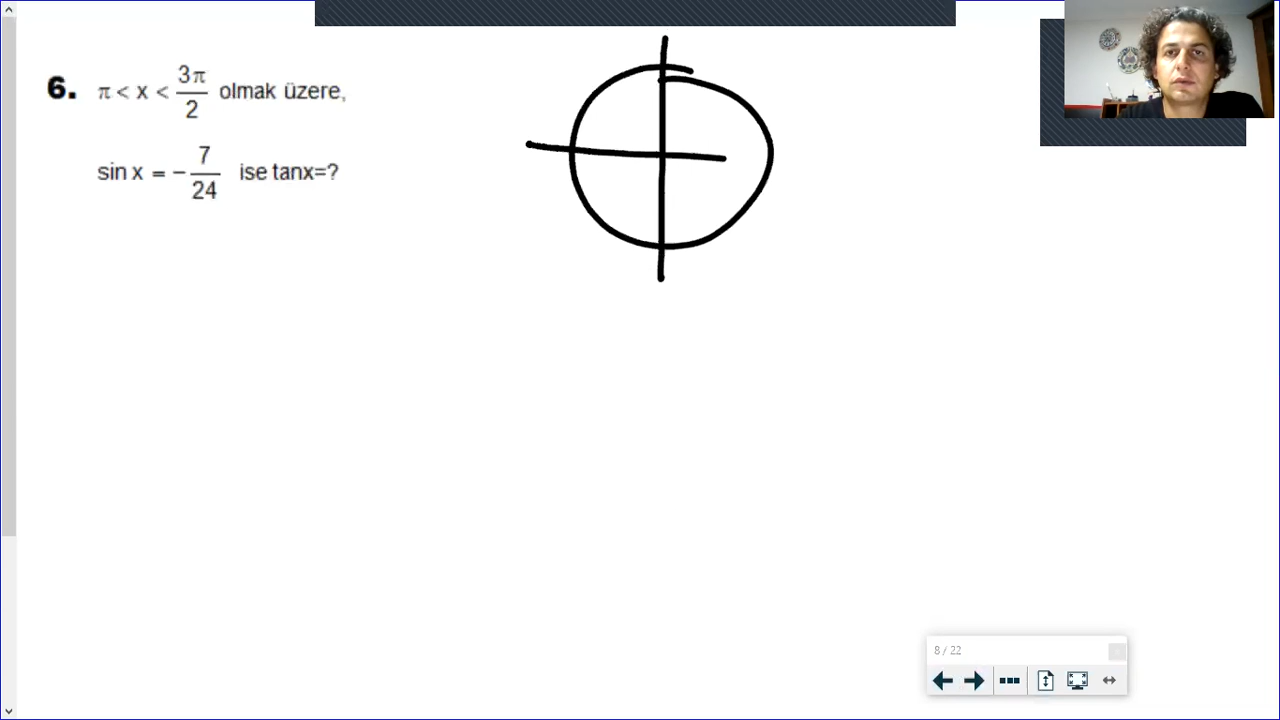 6. π < x < 3π/2 olmak üzere,
sin x = − 7/24 ise tanx=?
8 / 22